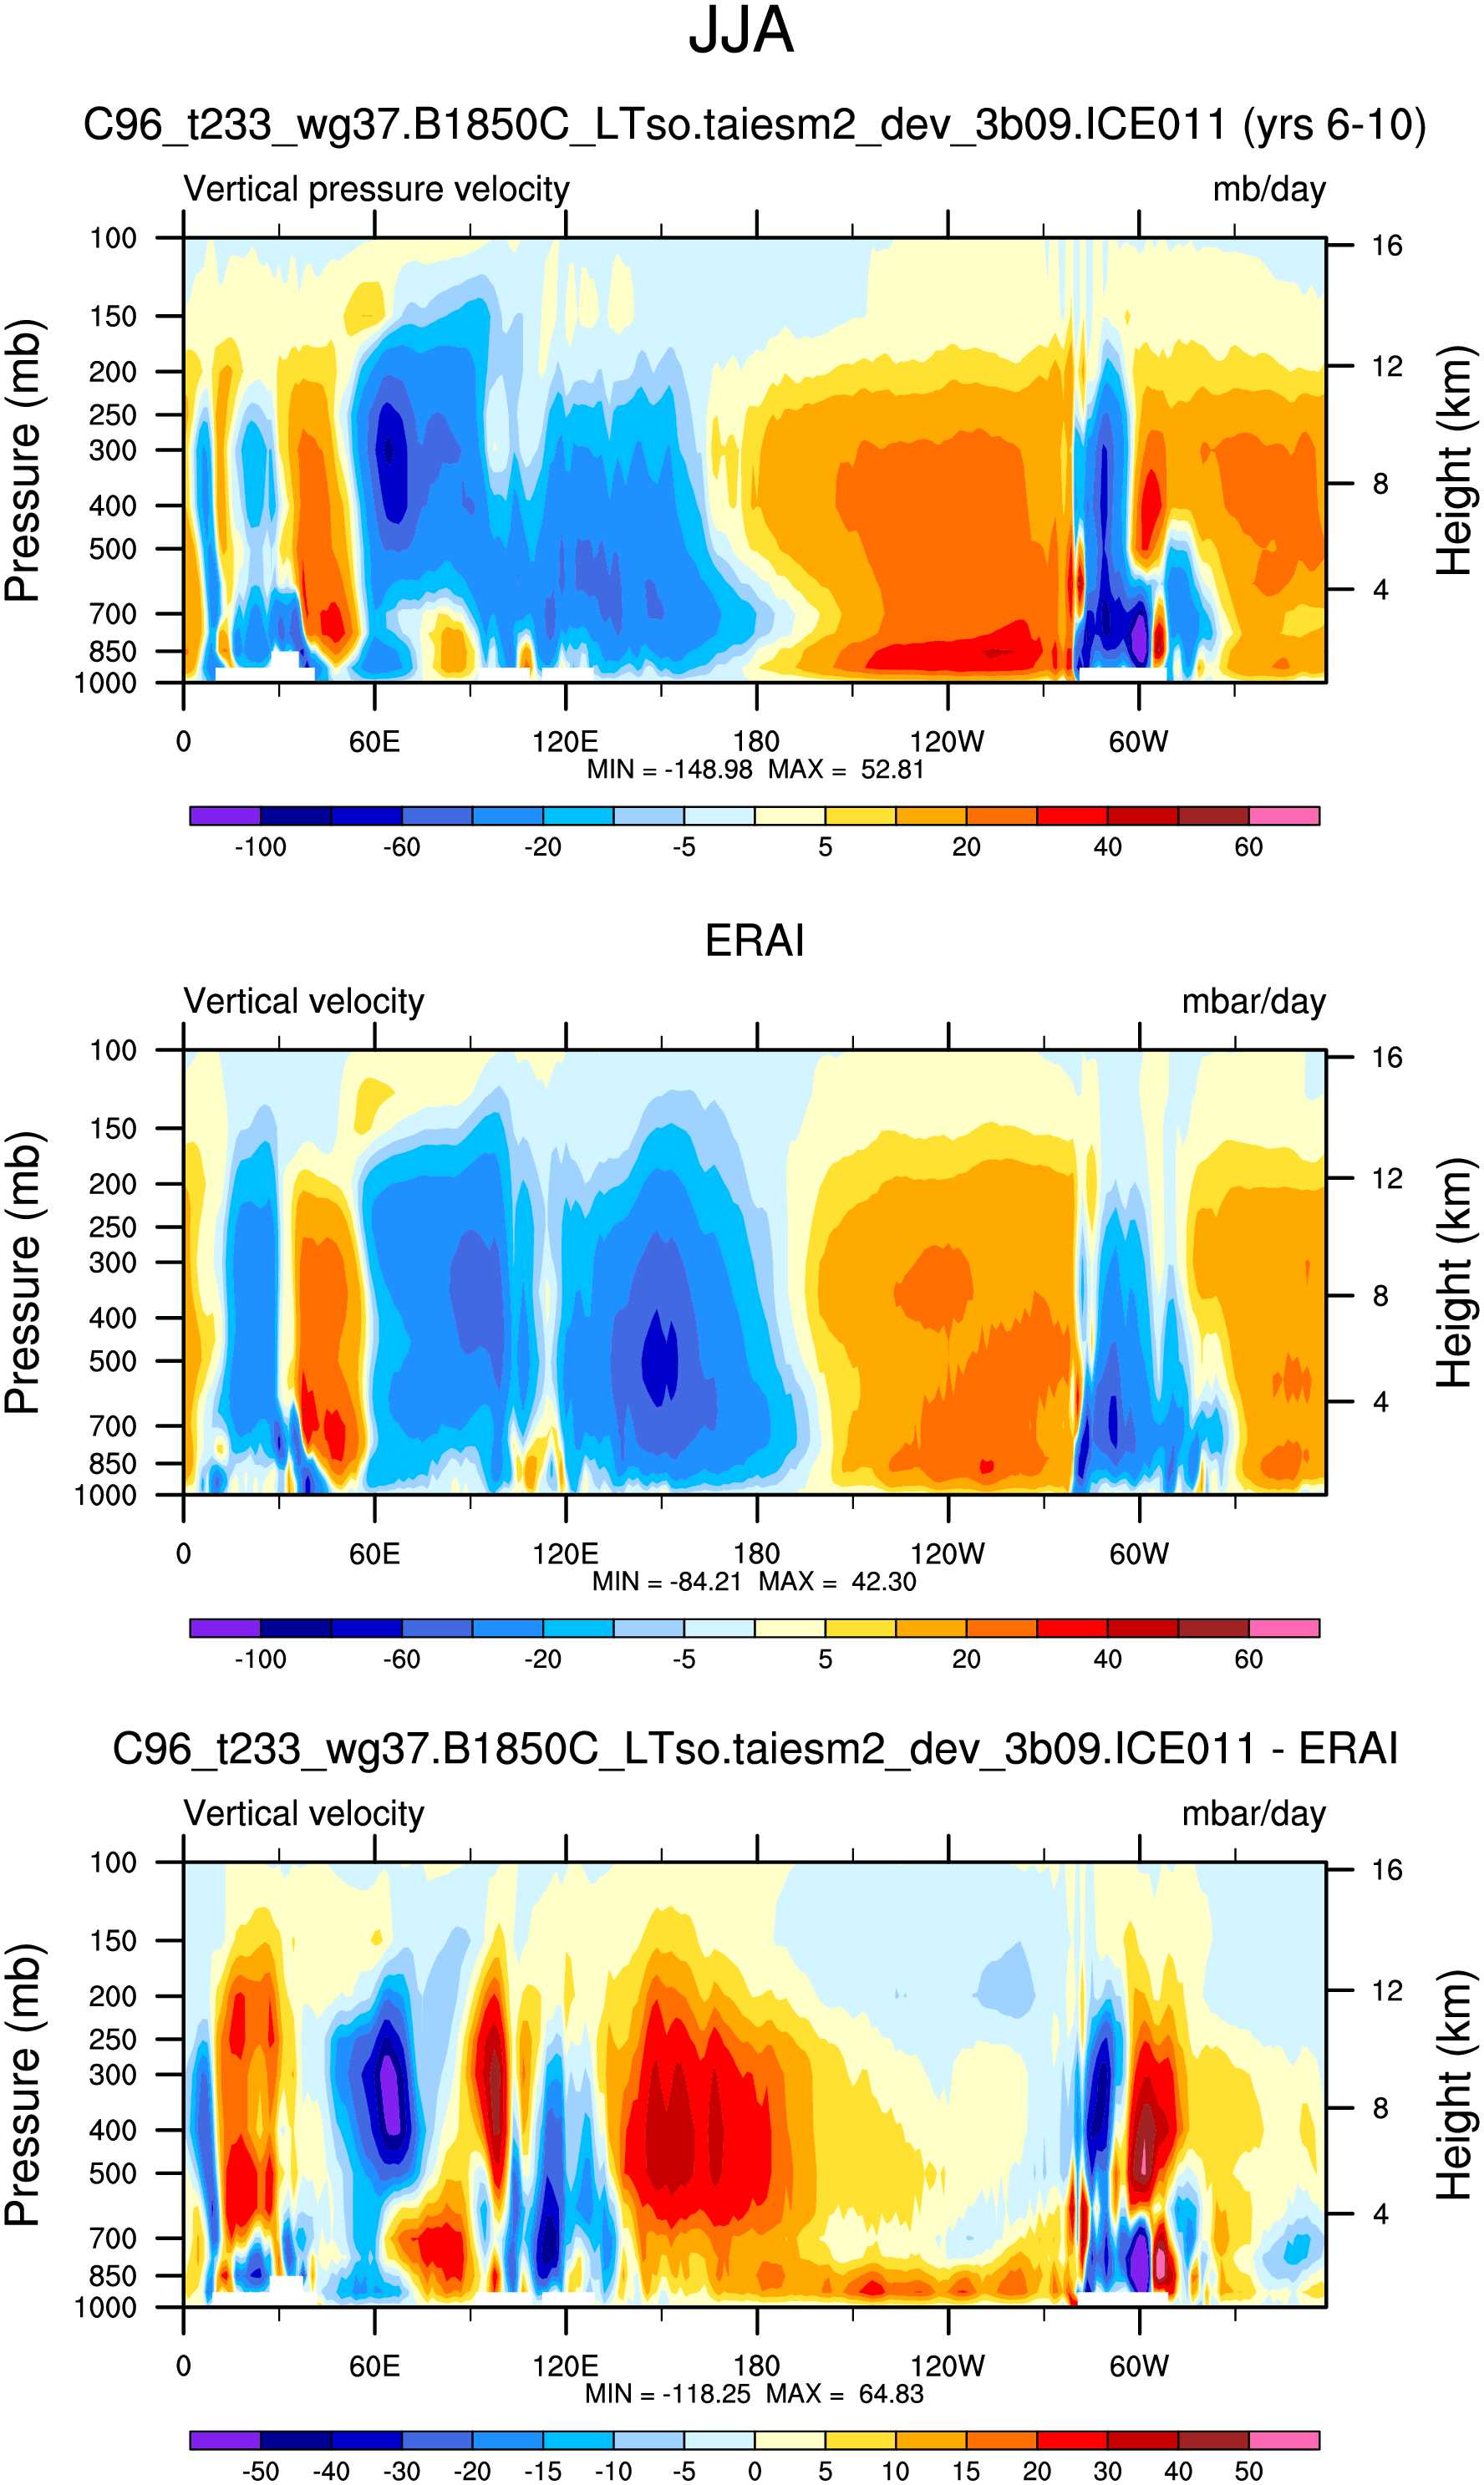 JJA
C96_t233_wg37.B1850C_LTso.taiesm2_dev_3b09.ICE011 (yrs 6-10)
Vertical pressure velocity mb/day
Pressure (mb)
100
150
200
250
300
400
500
700
850
1000
16
12
8
4
Height (km)
0 60E 120E 180 120W 60W
MIN = -148.98 MAX = 52.81
-100 -60 -20 -5 5 20 40 60
ERAI
Vertical velocity mbar/day
Pressure (mb)
100
150
200
250
300
400
500
700
850
1000
16
12
8
4
Height (km)
0 60E 120E 180 120W 60W
MIN = -84.21 MAX = 42.30
-100 -60 -20 -5 5 20 40 60
C96_t233_wg37.B1850C_LTso.taiesm2_dev_3b09.ICE011 - ERAI
Vertical velocity mbar/day
Pressure (mb)
100
150
200
250
300
400
500
700
850
1000
16
12
8
4
Height (km)
0 60E 120E 180 120W 60W
MIN = -118.25 MAX = 64.83
-50 -40 -30 -20 -15 -10 -5 0 5 10 15 20 30 40 50